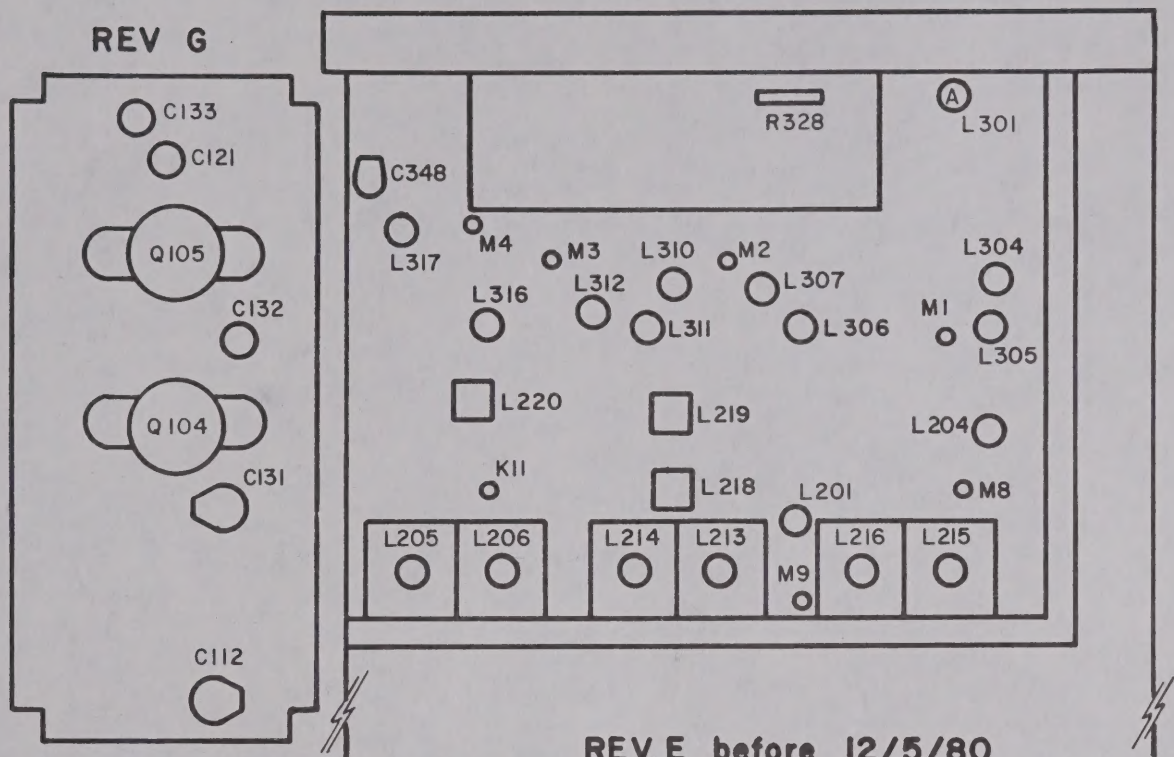 REV G
C133
C121
Q105
C132
Q104
C131
C112
R328
A
L301
C348
M4
L317
M3
L310
M2
L304
L312
L307
L316
M1
L311
L306
L305
L220
L219
L204
K11
L218
L201
M8
L205
L206
L214
L213
L216
L215
M9
REV E before 12/5/80